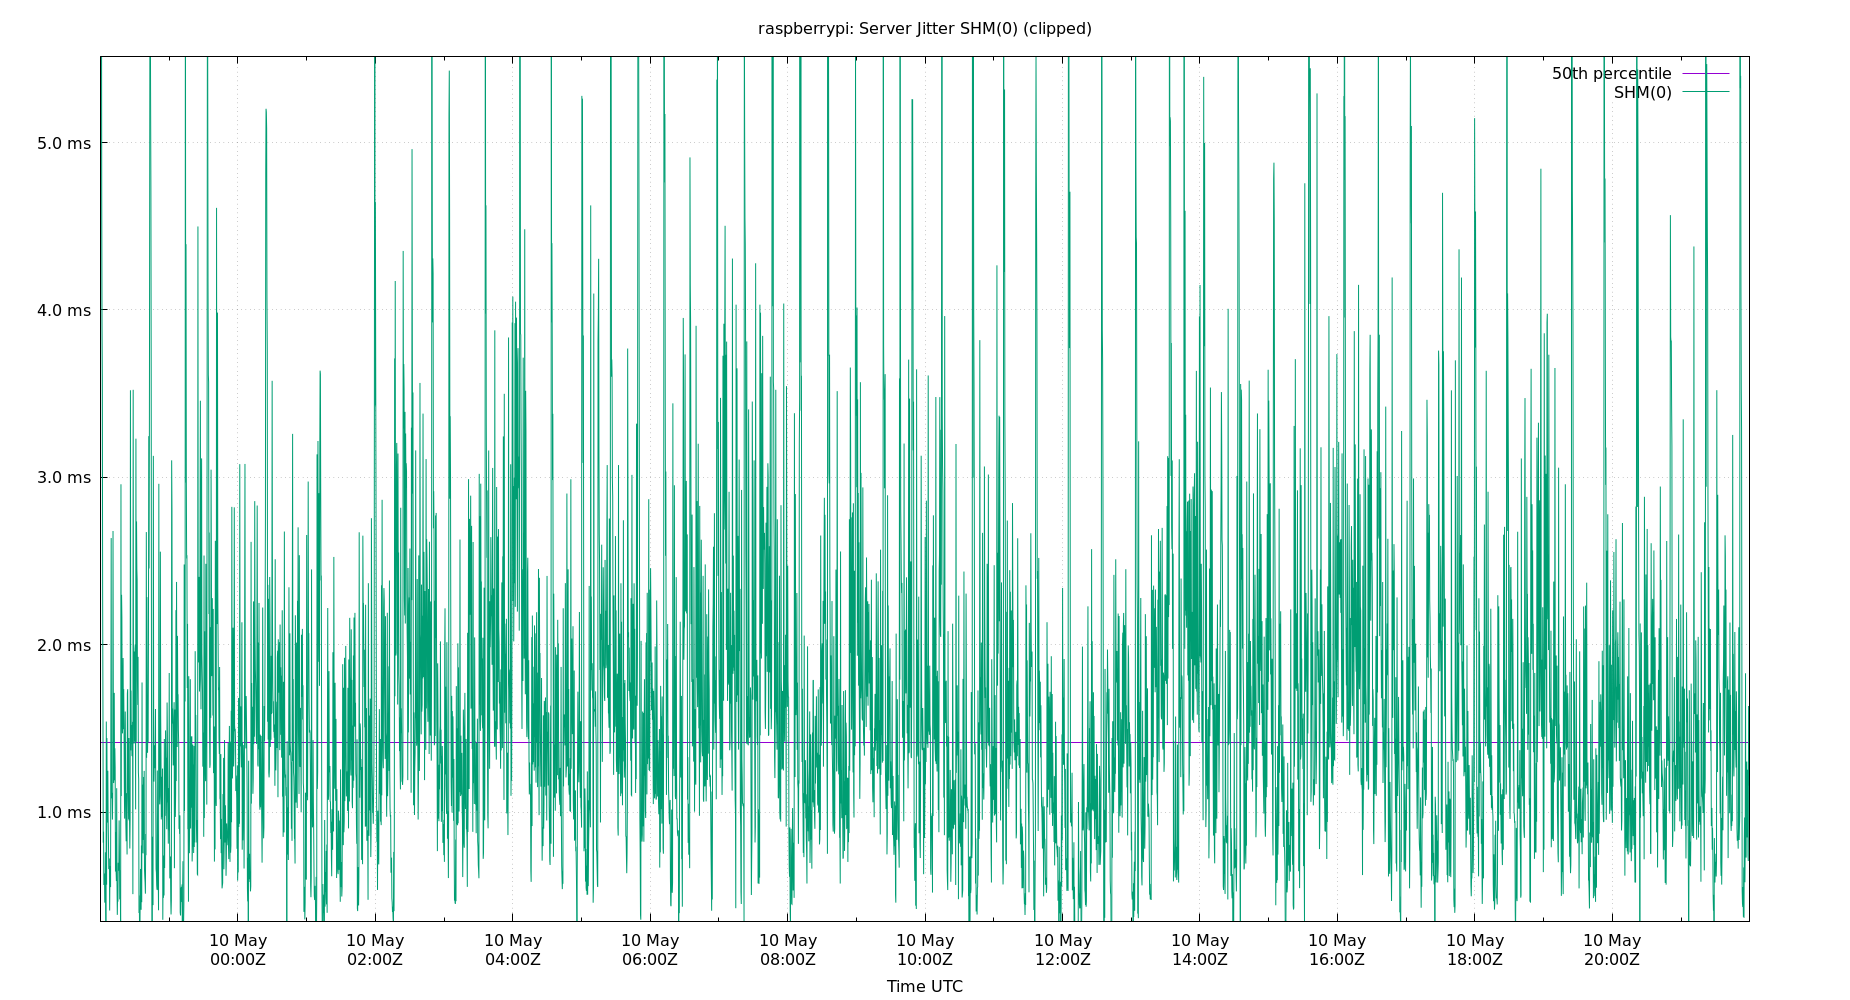 raspberrypi: Server Jitter SHM(0) (clipped)
50th percentile
SHM(0)
5.0 ms
4.0 ms
3.0 ms
2.0 ms
1.0 ms
10 May 10 May 10 May 10 May 10 May 10 May 10 May 10 May 10 May 10 May 10 May
00:00Z 02:00Z 04:00Z 06:00Z 08:00Z 10:00Z 12:00Z 14:00Z 16:00Z 18:00Z 20:00Z
Time UTC